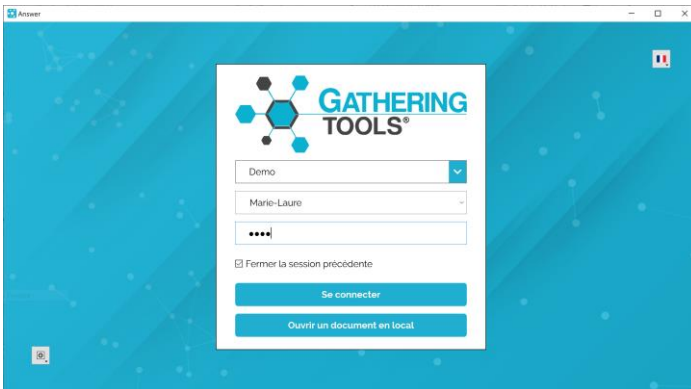 Answer
GATHERING
TOOLS®
Demo
Marie-Laure
Fermer la session précédente
Se connecter
Ouvrir un document en local